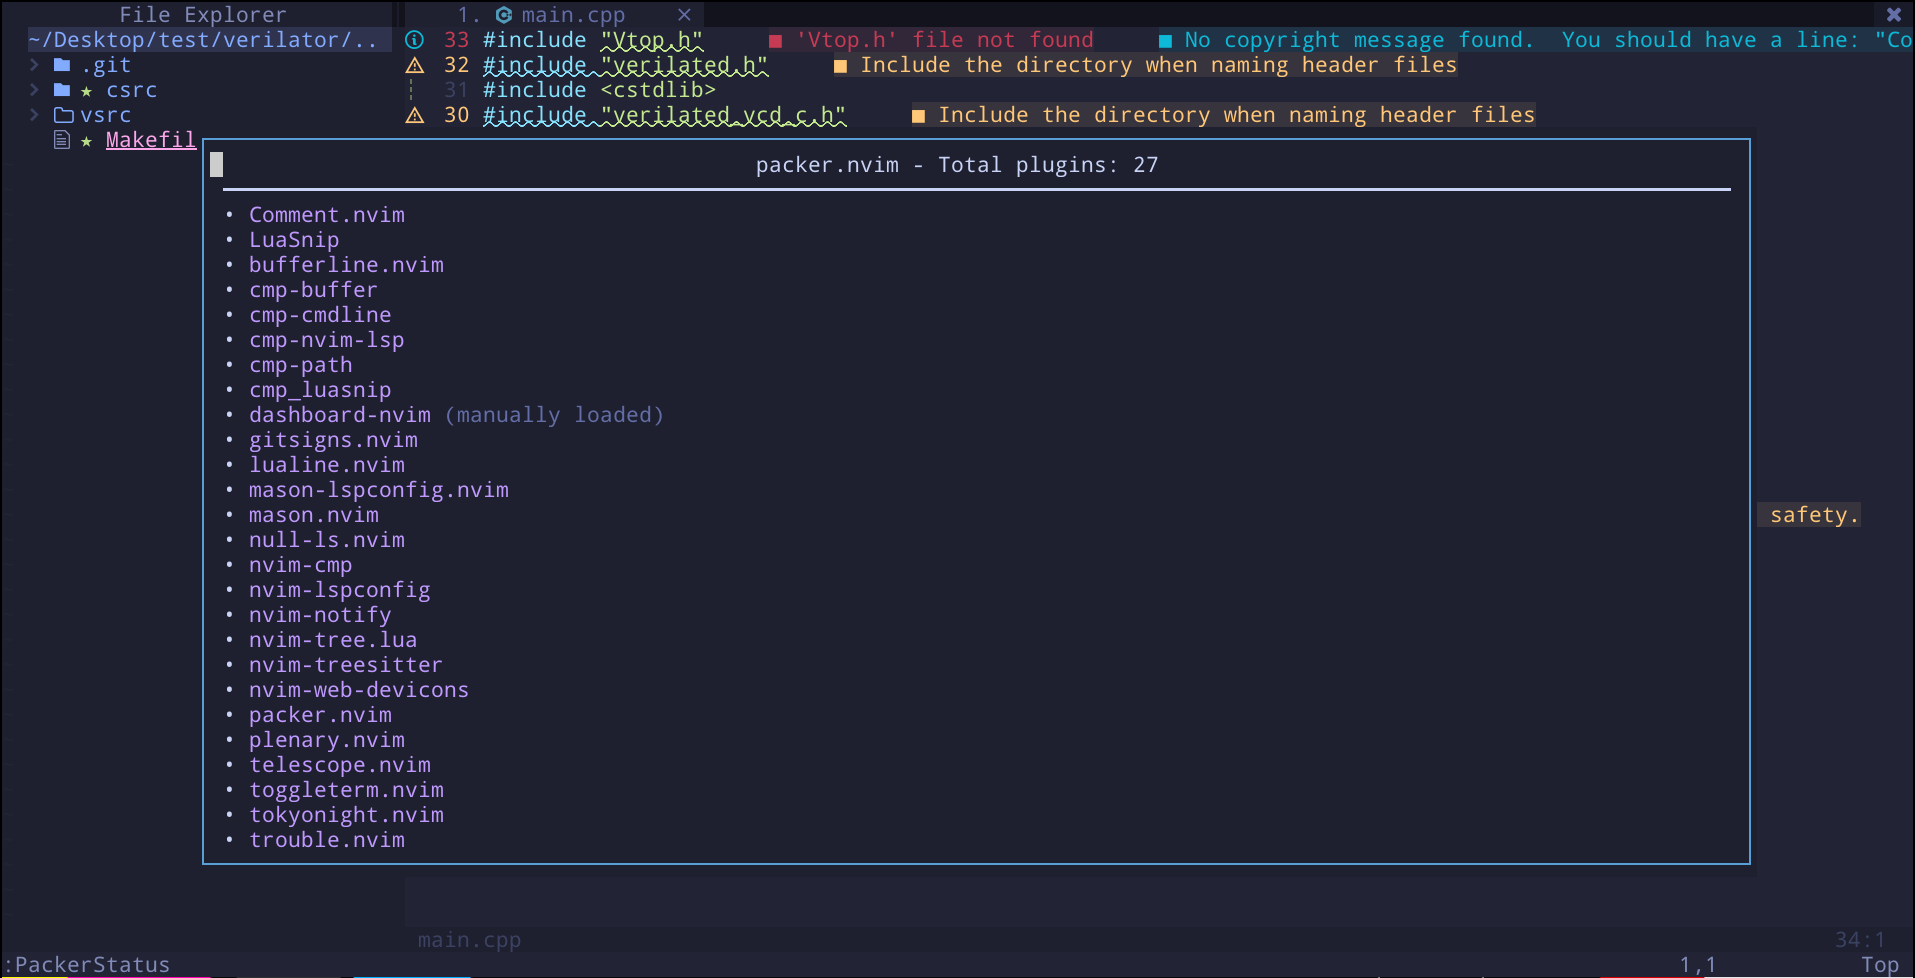 File Explorer
1. main.cpp
~/Desktop/test/verilator/..
33 #include "Vtop.h" ■ 'Vtop.h' file not found ■ No copyright message found.  You should have a line: "Co
.git
32 #include "verilated.h" ■ Include the directory when naming header files
★ csrc
31 #include <cstdlib>
vsrc
30 #include "verilated_vcd_c.h" ■ Include the directory when naming header files
★ Makefil
packer.nvim - Total plugins: 27
• Comment.nvim
• LuaSnip
• bufferline.nvim
• cmp-buffer
• cmp-cmdline
• cmp-nvim-lsp
• cmp-path
• cmp_luasnip
• dashboard-nvim (manually loaded)
• gitsigns.nvim
• lualine.nvim
• mason-lspconfig.nvim
• mason.nvim
safety.
• null-ls.nvim
• nvim-cmp
• nvim-lspconfig
• nvim-notify
• nvim-tree.lua
• nvim-treesitter
• nvim-web-devicons
• packer.nvim
• plenary.nvim
• telescope.nvim
• toggleterm.nvim
• tokyonight.nvim
• trouble.nvim
main.cpp 34:1
:PackerStatus 1,1 Top